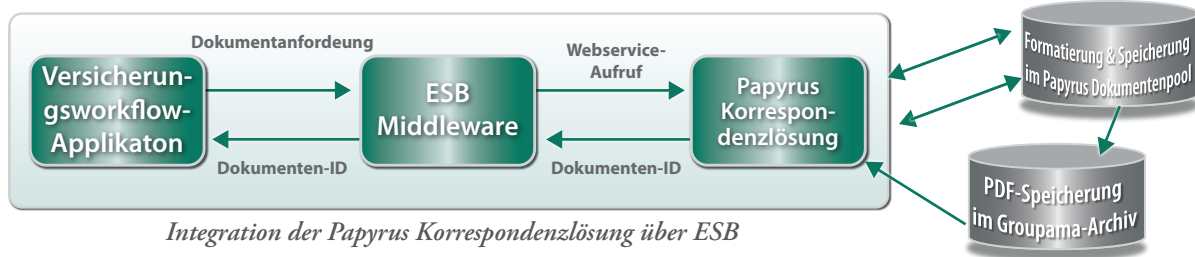 Dokumentanfordeung
Versicherun-
gsworkflow-
Applikaton
ESB
Middleware
Webservice-
Aufruf
Papyrus
Korrespon-
denzlösung
Dokumenten-ID
Dokumenten-ID
Formatierung & Speicherung
im Papyrus Dokumentenpool
PDF-Speicherung
im Groupama-Archiv
Integration der Papyrus Korrespondenzlösung über ESB